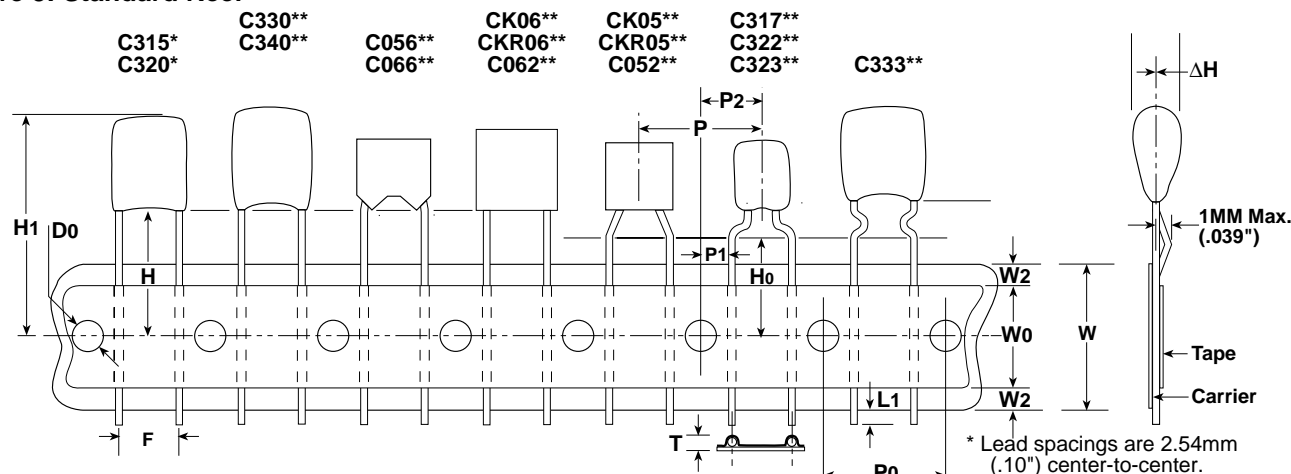 C330**
C340**
CK06**
CKR06**
C062**
CK05**
CKR05**
C052**
C317**
C322**
C323**
C315*
C320*
C056**
C066**
C333**
ΔH
P2
P
H1
D0
H
P1
H0
1MM Max.
(.039")
W2
W0
W
Tape
W2
Carrier
L1
F
T
* Lead spacings are 2.54mm
(.10") center-to-center.